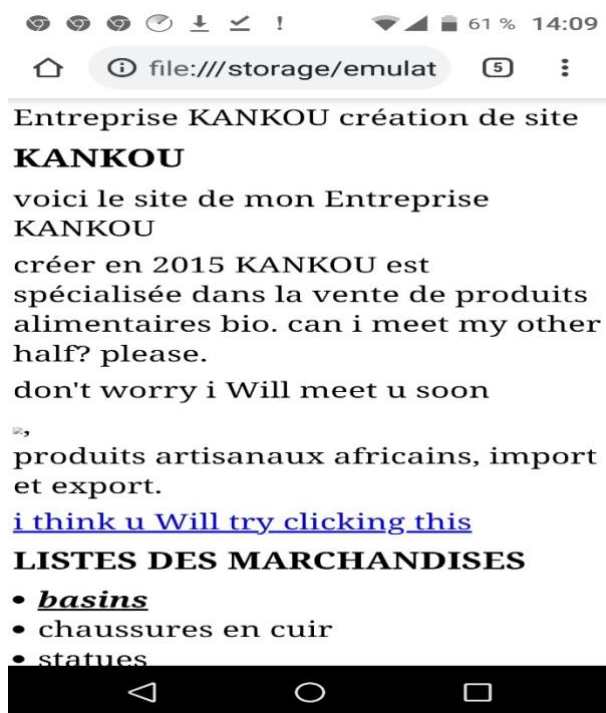 61 % 14:09
file:///storage/emulat 5
Entreprise KANKOU création de site
KANKOU
voici le site de mon Entreprise
KANKOU
créer en 2015 KANKOU est
spécialisée dans la vente de produits
alimentaires bio. can i meet my other
half? please.
don't worry i Will meet u soon
,
produits artisanaux africains, import
et export.
i think u Will try clicking this
LISTES DES MARCHANDISES
• basins
• chaussures en cuir
• statues